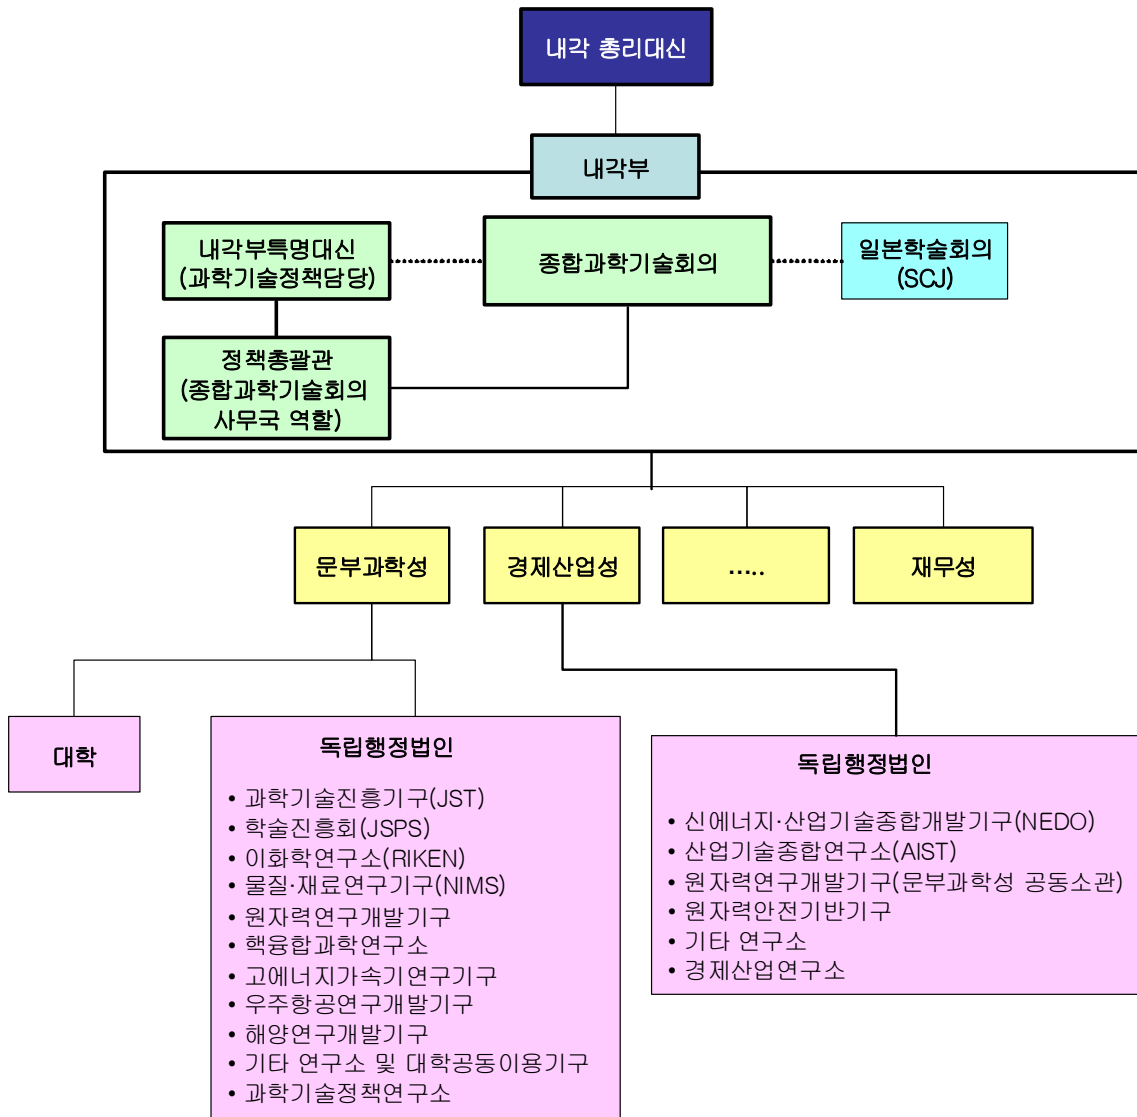 내각 총리대신
내각부
내각부특명대신
(과학기술정책담당)
종합과학기술회의
일본학술회의
(SCJ)
정책총괄관
(종합과학기술회의
사무국 역할)
문부과학성
경제산업성
.....
재무성
대학
독립행정법인
• 과학기술진흥기구(JST)
• 학술진흥회(JSPS)
• 이화학연구소(RIKEN)
• 물질·재료연구기구(NIMS)
• 원자력연구개발기구
• 핵융합과학연구소
• 고에너지가속기연구기구
• 우주항공연구개발기구
• 해양연구개발기구
• 기타 연구소 및 대학공동이용기구
• 과학기술정책연구소
독립행정법인
• 신에너지·산업기술종합개발기구(NEDO)
• 산업기술종합연구소(AIST)
• 원자력연구개발기구(문부과학성 공동소관)
• 원자력안전기반기구
• 기타 연구소
• 경제산업연구소